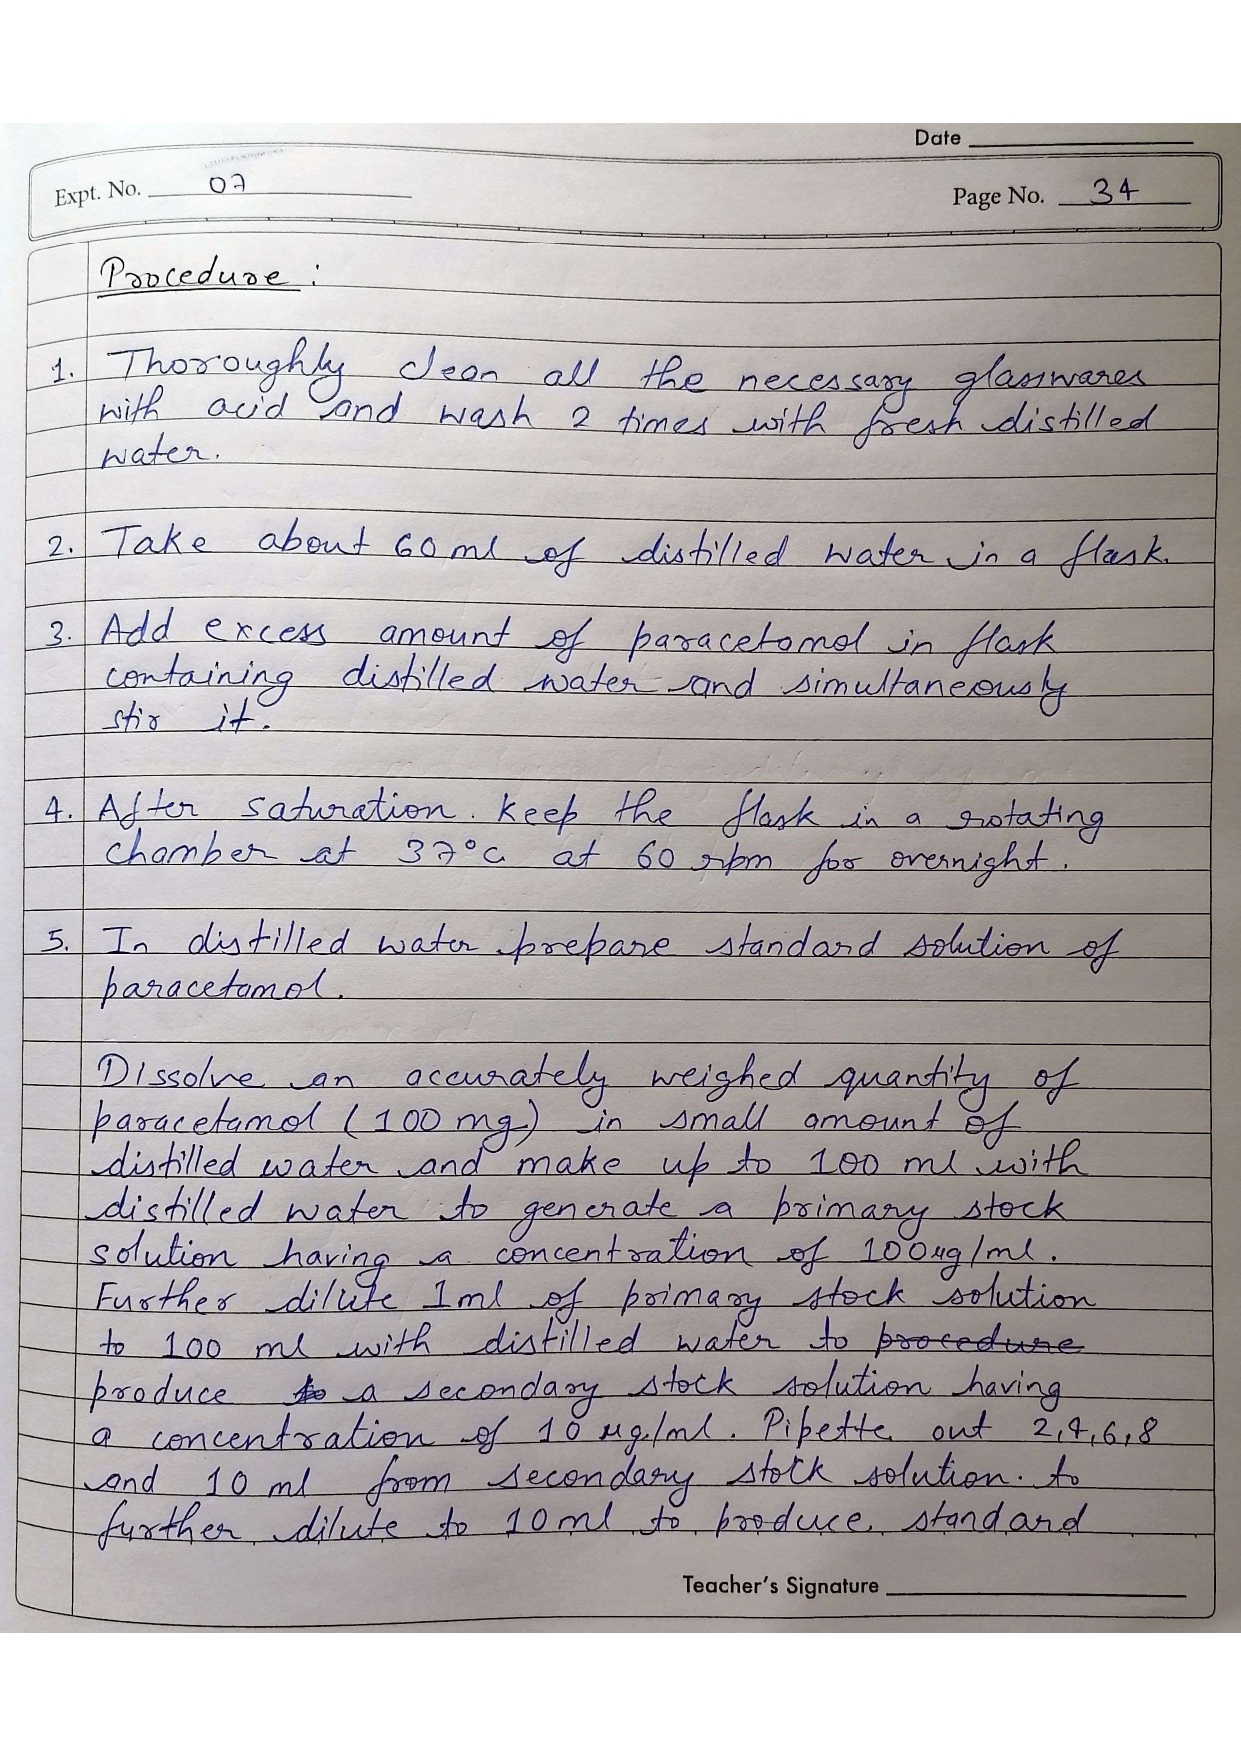 Date
Expt. No. 07
Page No. 34
Procedure :
1. Thoroughly clean all the necessary glasswares
with acid and wash 2 times with fresh distilled
water.
2. Take about 60 ml of distilled water in a flask.
3. Add excess amount of paracetamol in flask
containing distilled water and simultaneously
stir it.
4. After saturation. Keep the flask in a rotating
chamber at 37°C at 60 rpm for overnight.
5. In distilled water prepare standard solution of
paracetamol.
Dissolve an accurately weighed quantity of
paracetamol (100 mg) in small amount of
distilled water and make up to 100 ml with
distilled water to generate a primary stock
solution having a concentration of 100 µg/ml.
Further dilute 1 ml of primary stock solution
to 100 ml with distilled water to procedure
produce to a secondary stock solution having
a concentration of 10 µg/ml. Pipette out 2,4,6,8
and 10 ml from secondary stock solution. to
further dilute to 10 ml to produce. standard
Teacher's Signature